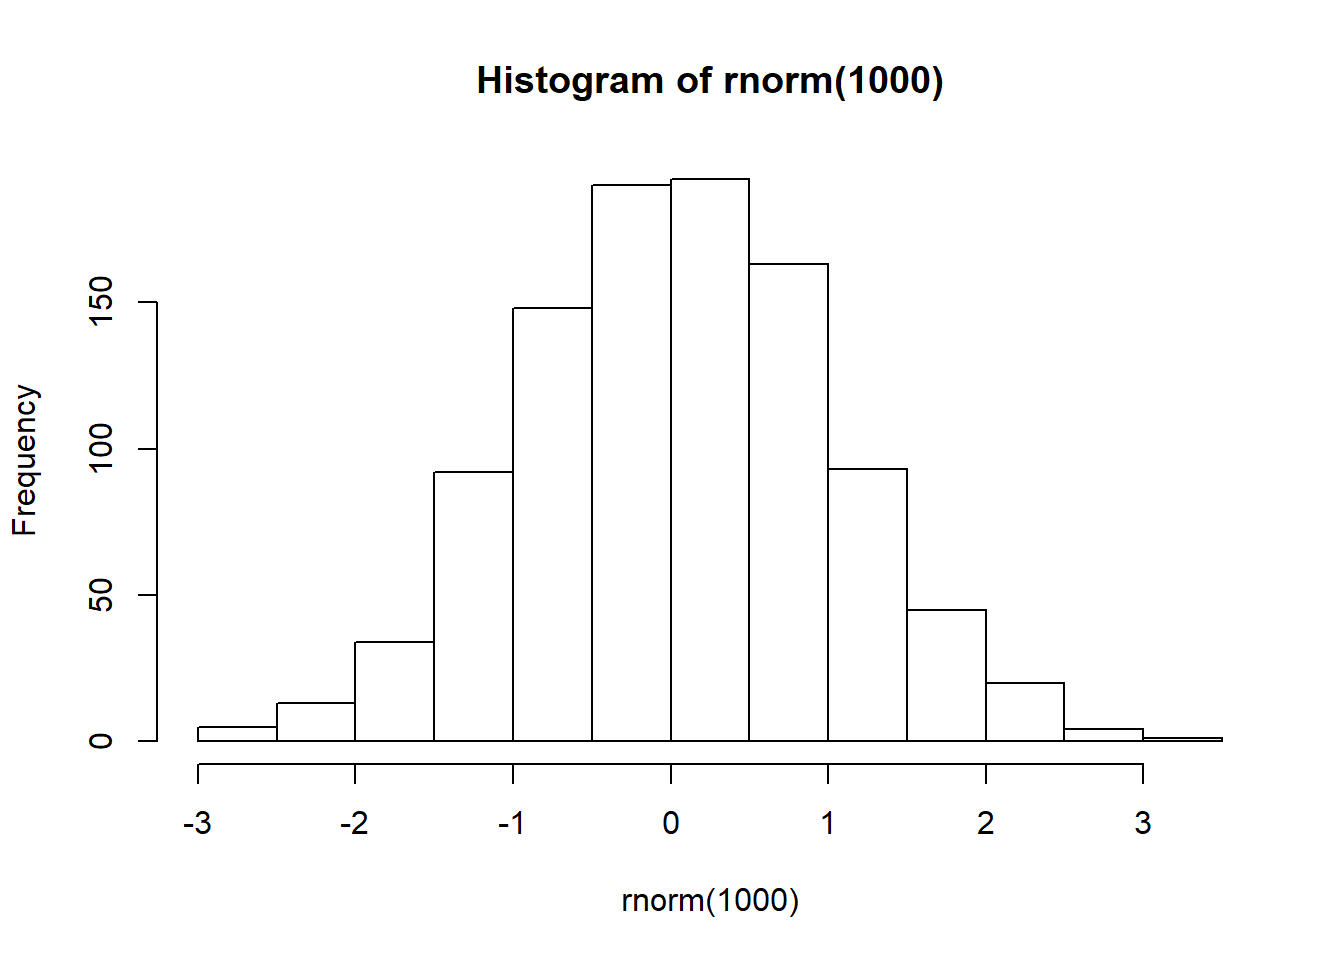 Histogram of rnorm(1000)
Frequency
150
100
50
0
-3 -2 -1 0 1 2 3
rnorm(1000)